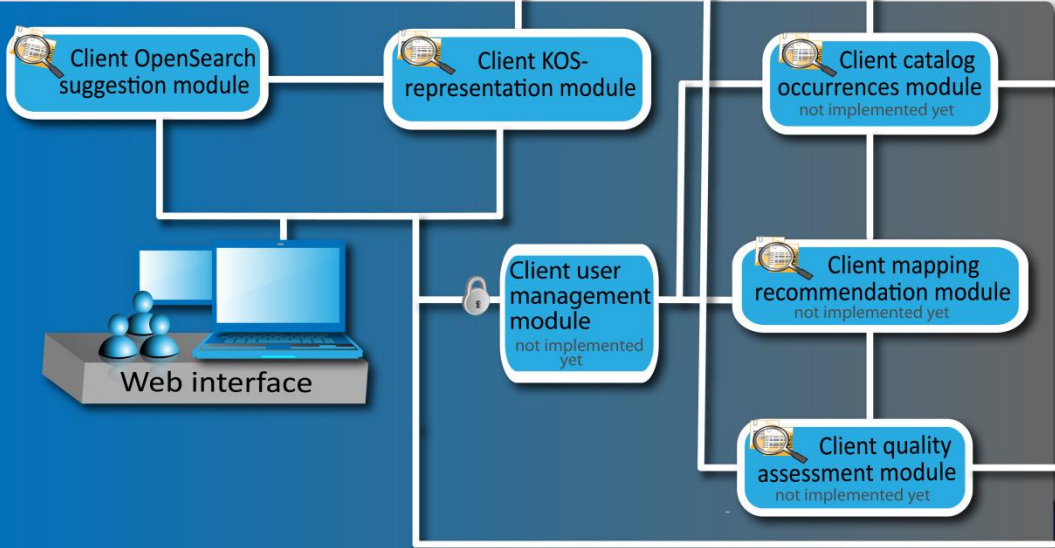 Client OpenSearch
suggestion module
Client KOS-
representation module
Client catalog
occurrences module
not implemented yet
Client user
management
module
not implemented
yet
Client mapping
recommendation module
not implemented yet
Web interface
Client quality
assessment module
not implemented yet